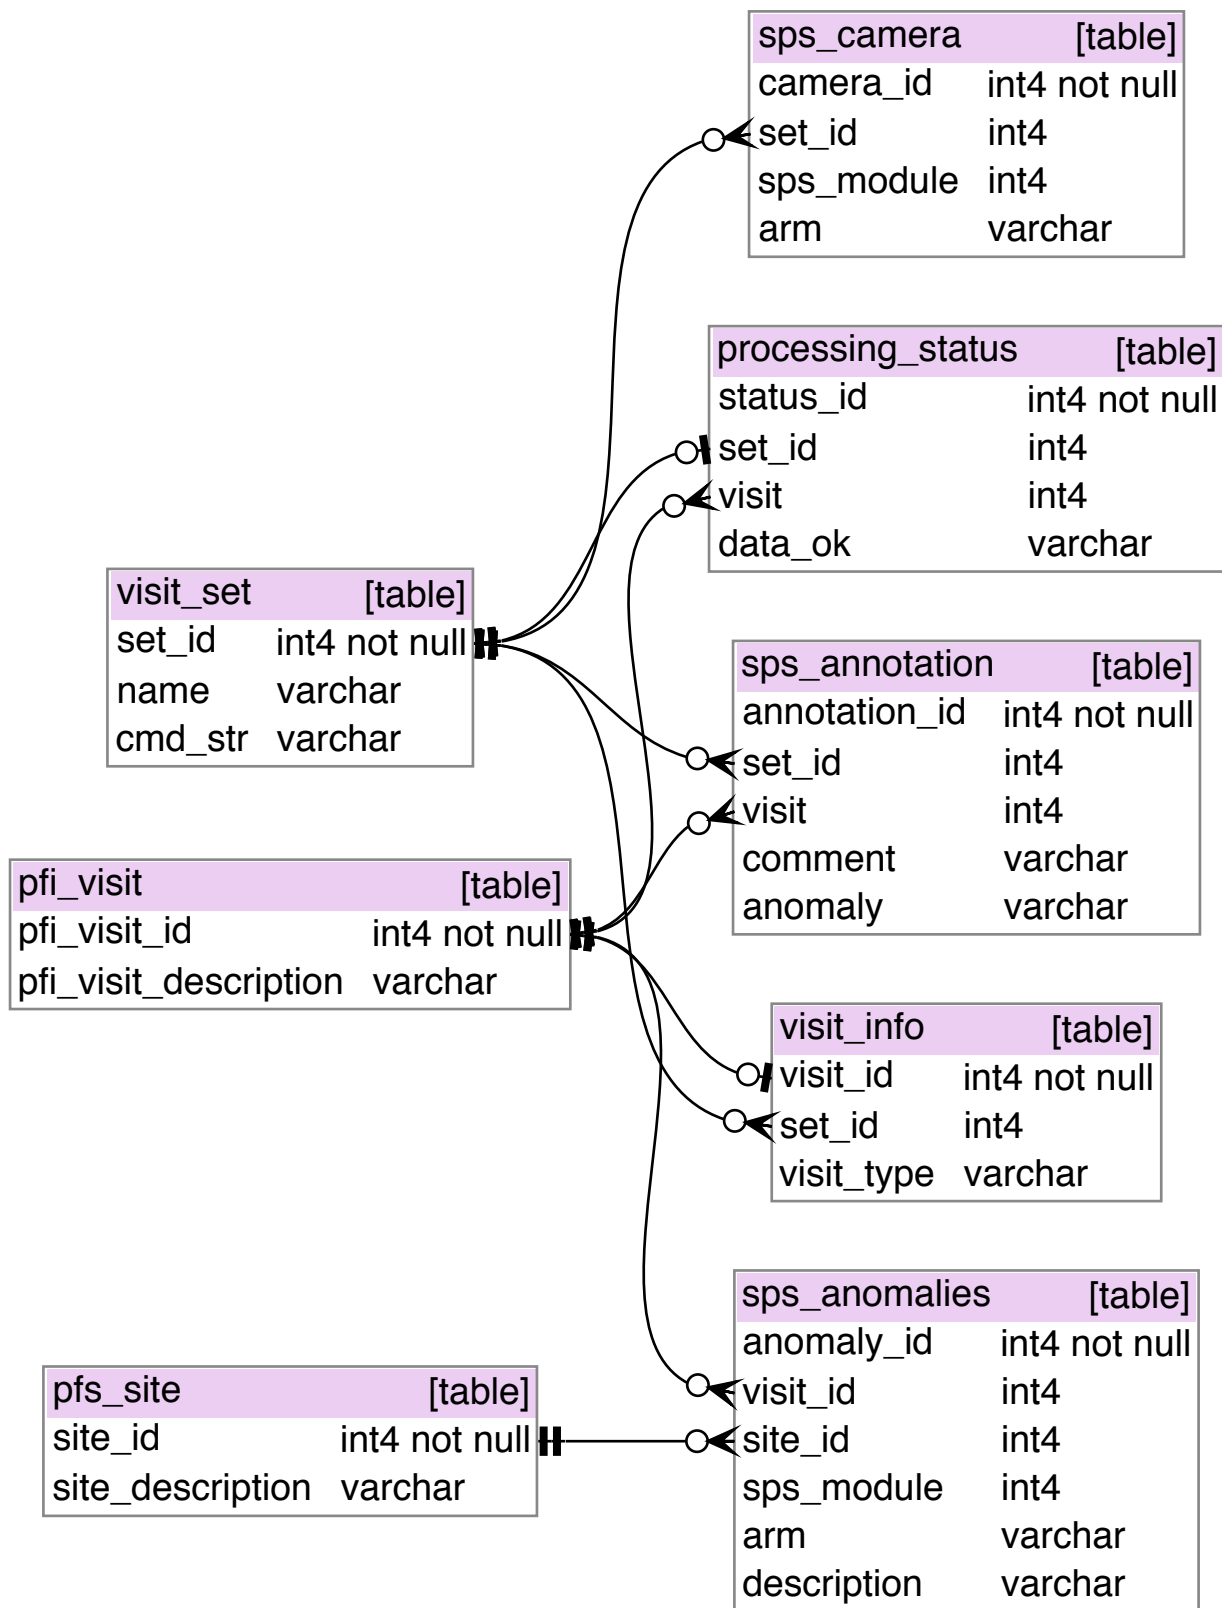 sps_camera [table]
camera_id int4 not null
set_id int4
sps_module int4
arm varchar
processing_status [table]
status_id int4 not null
set_id int4
visit int4
data_ok varchar
visit_set [table]
set_id int4 not null
name varchar
cmd_str varchar
sps_annotation [table]
annotation_id int4 not null
set_id int4
visit int4
comment varchar
anomaly varchar
pfi_visit [table]
pfi_visit_id int4 not null
pfi_visit_description varchar
visit_info [table]
visit_id int4 not null
set_id int4
visit_type varchar
sps_anomalies [table]
anomaly_id int4 not null
visit_id int4
site_id int4
sps_module int4
arm varchar
description varchar
pfs_site [table]
site_id int4 not null
site_description varchar